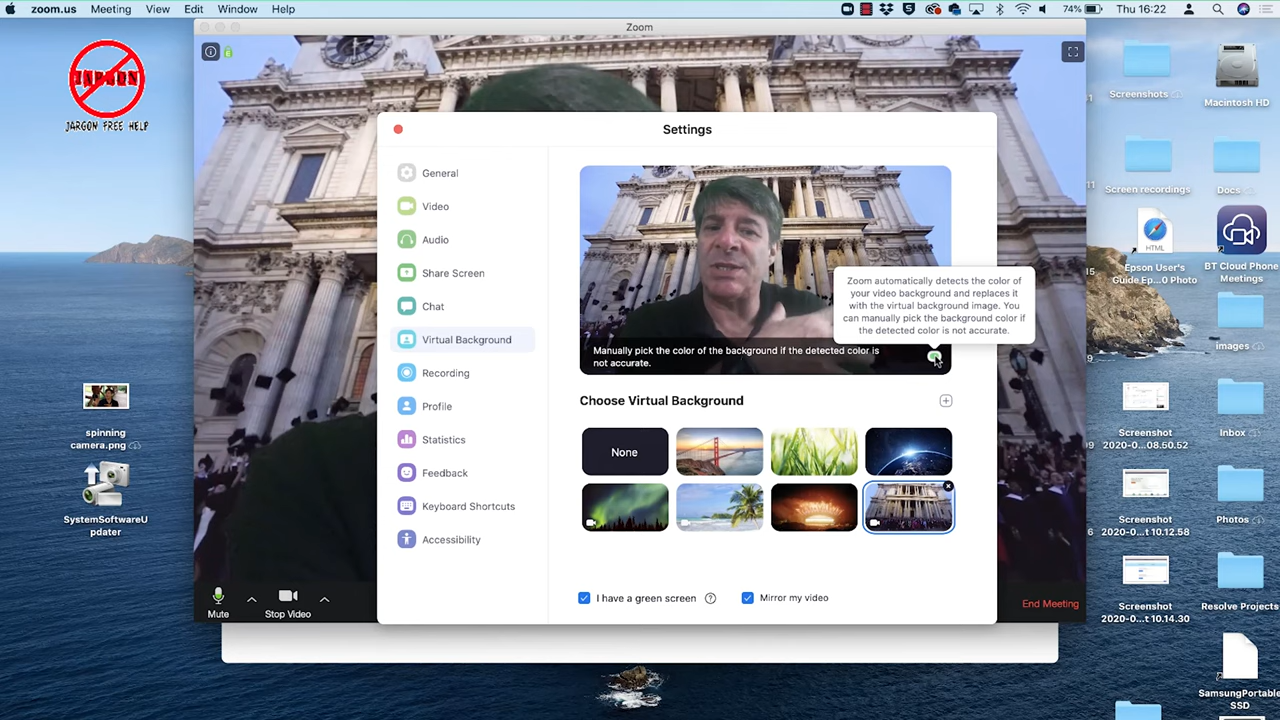 zoom.us Meeting View Edit Window Help
74% Thu 16:22
Zoom
JARGON
JARGON FREE HELP
spinning
camera.png
SystemSoftwareU
pdater
Settings
General
Video
Audio
Share Screen
Chat
Virtual Background
Recording
Profile
Statistics
Feedback
Keyboard Shortcuts
Accessibility
Zoom automatically detects the color of
your video background and replaces it
with the virtual background image. You
can manually pick the background color if
the detected color is not accurate.
Manually pick the color of the background if the detected color is
not accurate.
Choose Virtual Background
None
I have a green screen
Mirror my video
Mute
Stop Video
End Meeting
Screenshots
Macintosh HD
Screen recordings
Docs
HTML
Epson User's
Guide Ep...0 Photo
BT Cloud Phone
Meetings
images
Screenshot
2020-0...08.50.52
Inbox
Screenshot
2020-0...t 10.12.58
Photos
Screenshot
2020-0...t 10.14.30
Resolve Projects
SamsungPortable
SSD